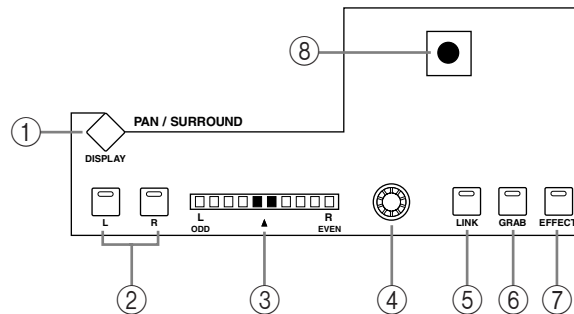 ⑧
① PAN / SURROUND
DISPLAY
L R L ▲ R LINK GRAB EFFECT
ODD EVEN
② ③ ④ ⑤ ⑥ ⑦